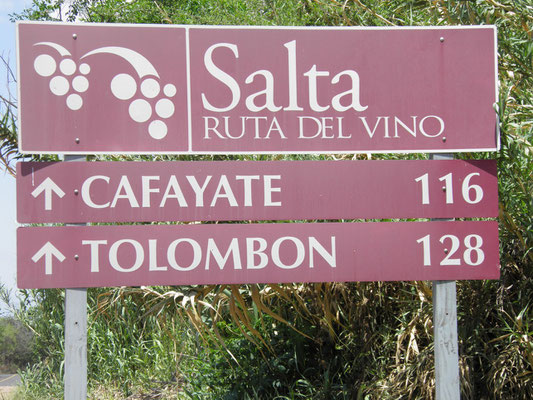 Salta
RUTA DEL VINO
↑ CAFAYATE 116
↑ TOLOMBON 128